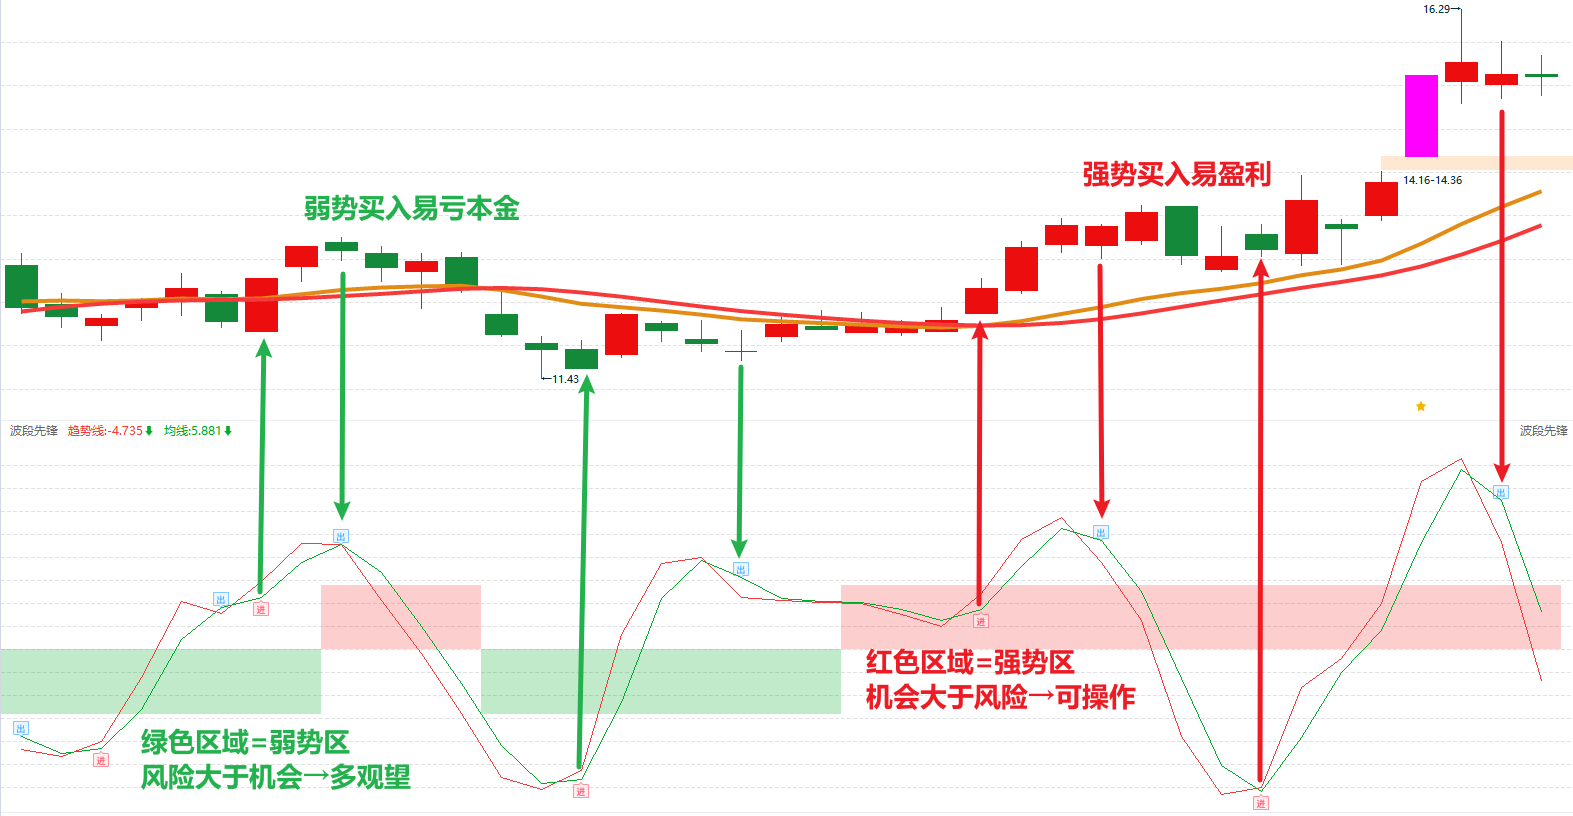 16.29→
强势买入易盈利
14.16-14.36
弱势买入易亏本金
←11.43
波段先锋 趋势线:-4.735↓ 均线:5.881↓
波段先锋
出
出
出
出
出
出
进
进
进
红色区域=强势区
机会大于风险→可操作
出
绿色区域=弱势区
风险大于机会→多观望
进
进